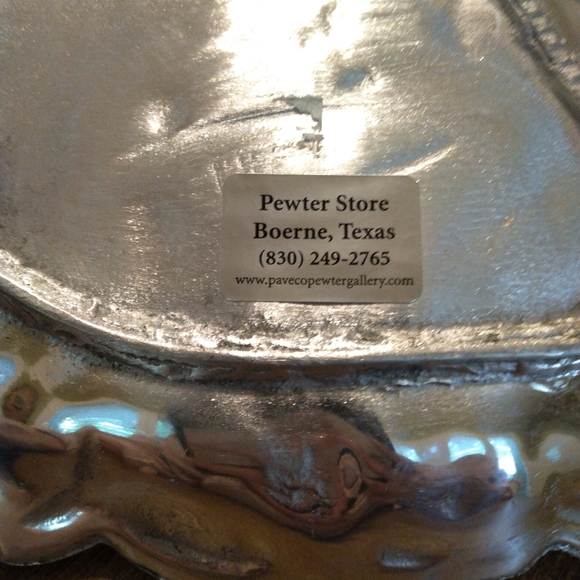 Pewter Store
Boerne, Texas
(830) 249-2765
www.pavecopewtergallery.com